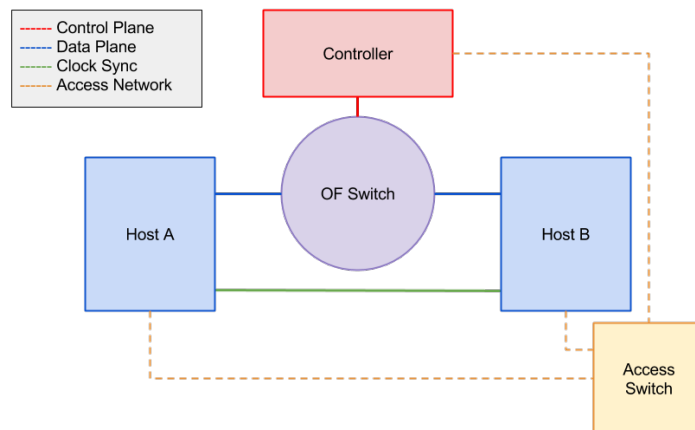 Control Plane
Data Plane
Clock Sync
Access Network
Controller
OF Switch
Host A
Host B
Access
Switch